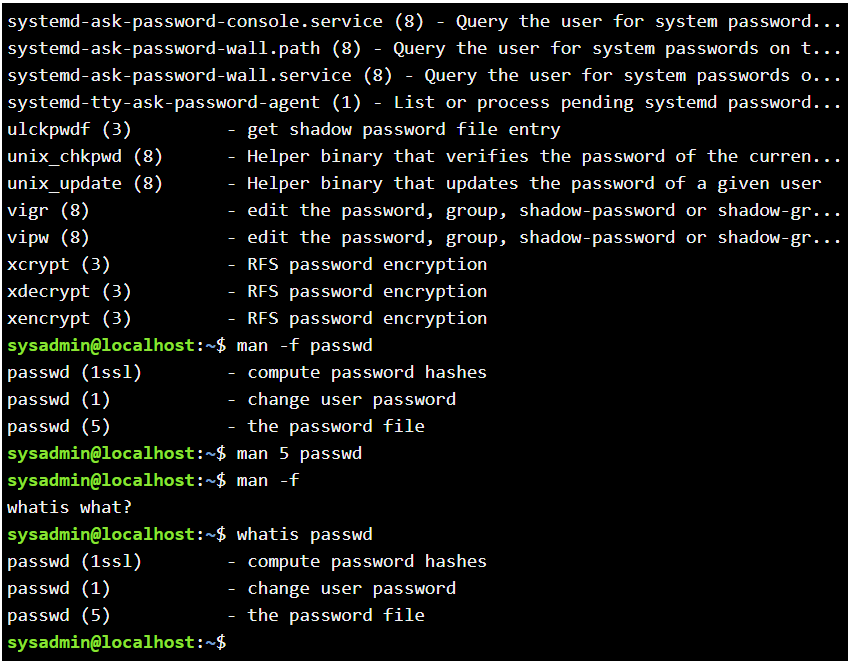 systemd-ask-password-console.service (8) - Query the user for system password...
systemd-ask-password-wall.path (8) - Query the user for system passwords on t...
systemd-ask-password-wall.service (8) - Query the user for system passwords o...
systemd-tty-ask-password-agent (1) - List or process pending systemd password...
ulckpwdf (3)         - get shadow password file entry
unix_chkpwd (8)      - Helper binary that verifies the password of the curren...
unix_update (8)      - Helper binary that updates the password of a given user
vigr (8)             - edit the password, group, shadow-password or shadow-gr...
vipw (8)             - edit the password, group, shadow-password or shadow-gr...
xcrypt (3)           - RFS password encryption
xdecrypt (3)         - RFS password encryption
xencrypt (3)         - RFS password encryption
sysadmin@localhost:~$ man -f passwd
passwd (1ssl)        - compute password hashes
passwd (1)           - change user password
passwd (5)           - the password file
sysadmin@localhost:~$ man 5 passwd
sysadmin@localhost:~$ man -f
whatis what?
sysadmin@localhost:~$ whatis passwd
passwd (1ssl)        - compute password hashes
passwd (1)           - change user password
passwd (5)           - the password file
sysadmin@localhost:~$